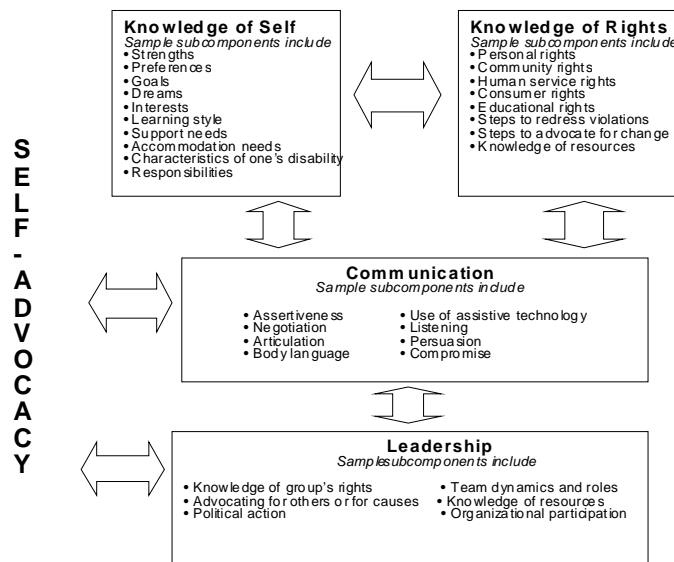 Knowledge of Self
Sample subcomponents include
• Strengths
• Preferences
• Goals
• Dreams
• Interests
• Learning style
• Support needs
• Accommodation needs
• Characteristics of one's disability
• Responsibilities
Knowledge of Rights
Sample subcomponents include
• Personal rights
• Community rights
• Human service rights
• Consumer rights
• Educational rights
• Steps to redress violations
• Steps to advocate for change
• Knowledge of resources
SELF-ADVOCACY
Communication
Sample subcomponents include
• Assertiveness
• Negotiation
• Articulation
• Body language
• Use of assistive technology
• Listening
• Persuasion
• Compromise
Leadership
Sample subcomponents include
• Knowledge of group's rights
• Advocating for others or for causes
• Political action
• Team dynamics and roles
• Knowledge of resources
• Organizational participation